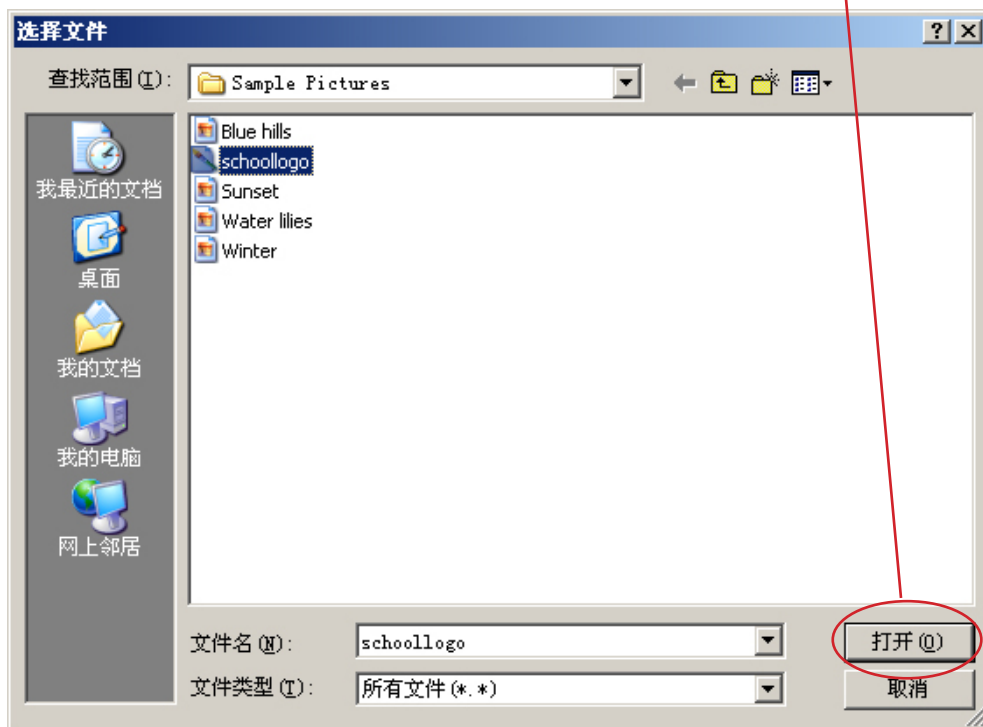 选择文件
查找范围(I):
Sample Pictures
我最近的文档
桌面
我的文档
我的电脑
网上邻居
Blue hills
schoollogo
Sunset
Water lilies
Winter
文件名(N):
schoollogo
打开(O)
文件类型(T):
所有文件(*.*)
取消